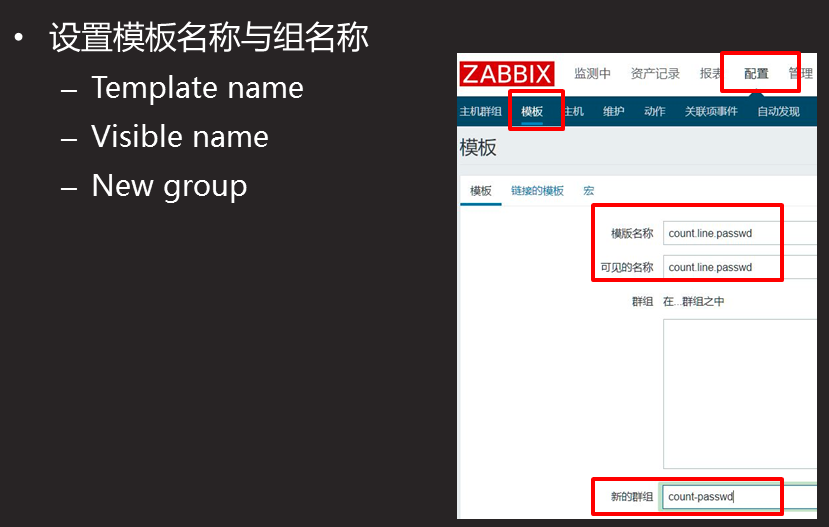 • 设置模板名称与组名称
– Template name
– Visible name
– New group
ZABBIX 监测中 资产记录 报表 配置 管理
主机群组 模板 主机 维护 动作 关联项事件 自动发现
模板
模板 链接的模板 宏
模版名称 count.line.passwd
可见的名称 count.line.passwd
群组 在...群组之中
新的群组 count-passwd